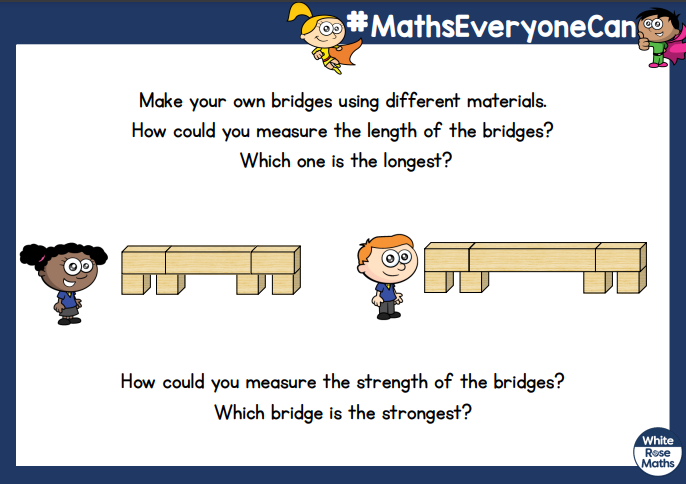 #MathsEveryoneCan
Make your own bridges using different materials.
How could you measure the length of the bridges?
Which one is the longest?
How could you measure the strength of the bridges?
Which bridge is the strongest?
White
Rose
Maths